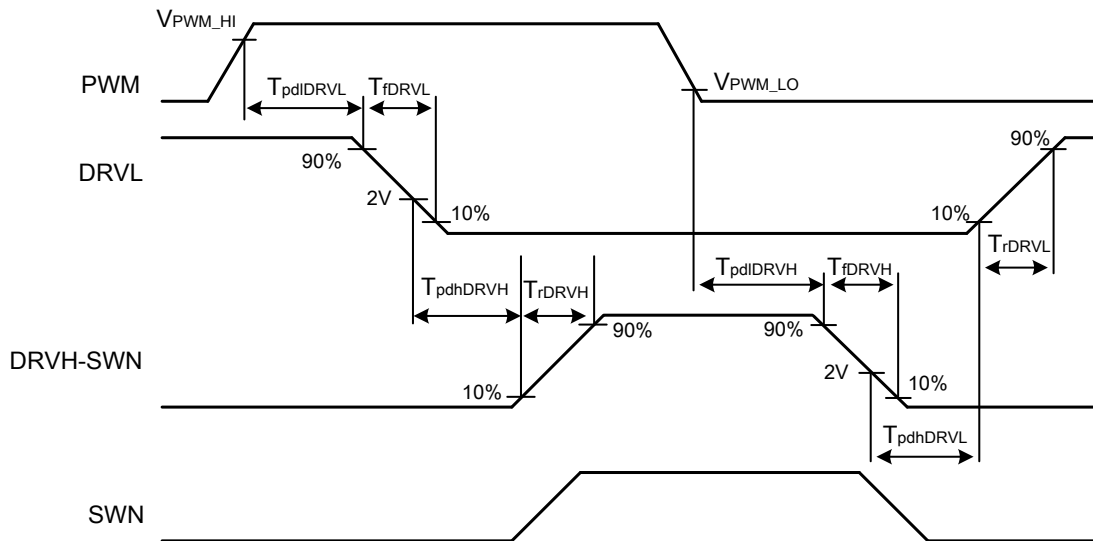 VPWM_HI
PWM
TpdlDRVL
TfDRVL
VPWM_LO
DRVL
90%
2V
10%
90%
10%
TrDRVL
TpdhDRVH
TrDRVH
TpdlDRVH
TfDRVH
DRVH-SWN
10%
90%
90%
2V
10%
TpdhDRVL
SWN